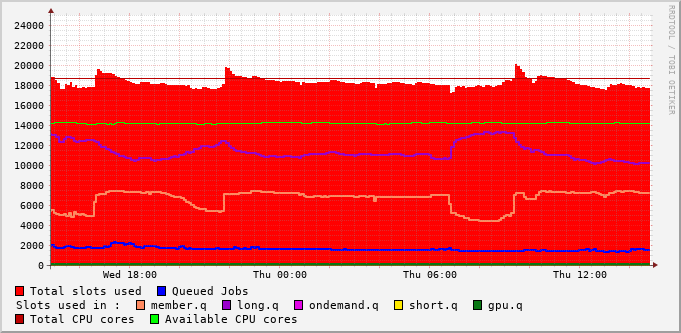 RRDTOOL / TOBI OETIKER
24000
22000
20000
18000
16000
14000
12000
10000
8000
6000
4000
2000
0
Wed 18:00 Thu 00:00 Thu 06:00 Thu 12:00
Total slots used Queued Jobs
Slots used in : member.q long.q ondemand.q short.q gpu.q
Total CPU cores Available CPU cores